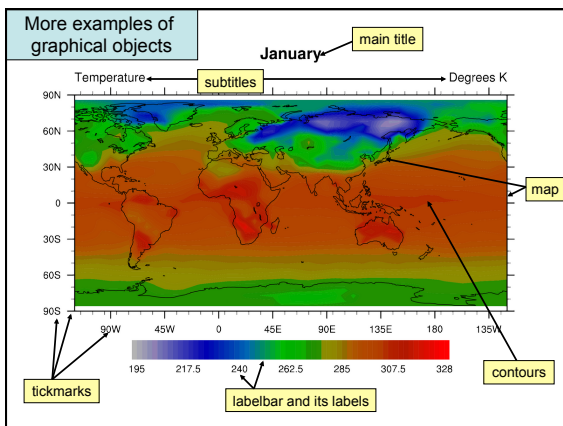 More examples of
graphical objects
main title
January
Temperature
subtitles
Degrees K
90N
60N
30N
0
30S
60S
90S
map
90W 45W 0 45E 90E 135E 180 135W
195 217.5 240 262.5 285 307.5 328
contours
tickmarks
labelbar and its labels